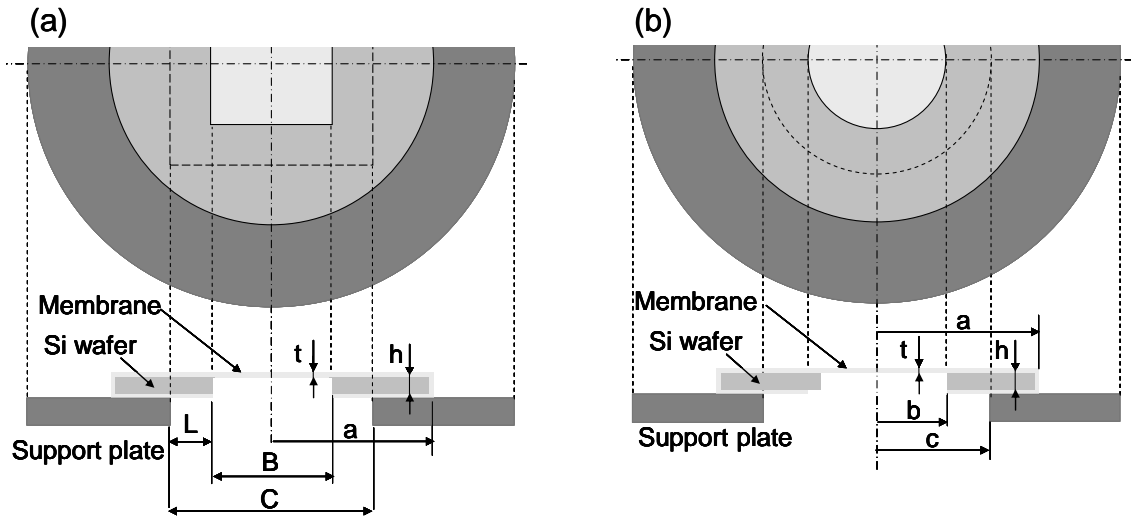 (a)
Membrane
Si wafer
t
h
L
a
Support plate
B
C
(b)
Membrane
a
Si wafer
t
h
b
Support plate
c